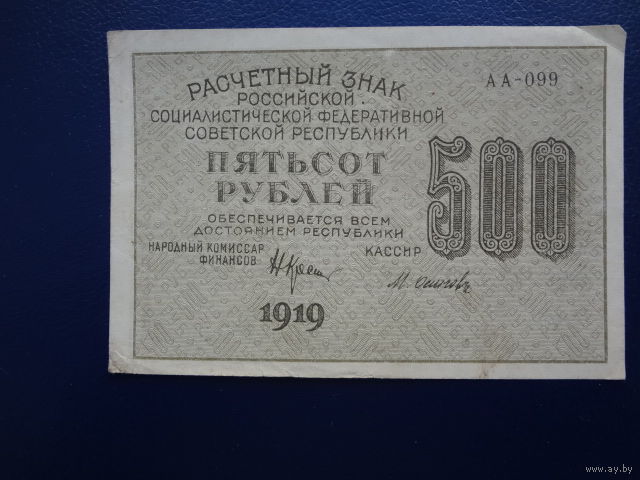 РАСЧЕТНЫЙ ЗНАК
АА-099
РОССИЙСКОЙ
СОЦИАЛИСТИЧЕСКОЙ ФЕДЕРАТИВНОЙ
СОВЕТСКОЙ РЕСПУБЛИКИ
ПЯТЬСОТ
РУБЛЕЙ
500
ОБЕСПЕЧИВАЕТСЯ ВСЕМ
ДОСТОЯНИЕМ РЕСПУБЛИКИ
НАРОДНЫЙ КОМИССАР
ФИНАНСОВ
КАССИР
М. Осиповъ
1919
www.ay.by